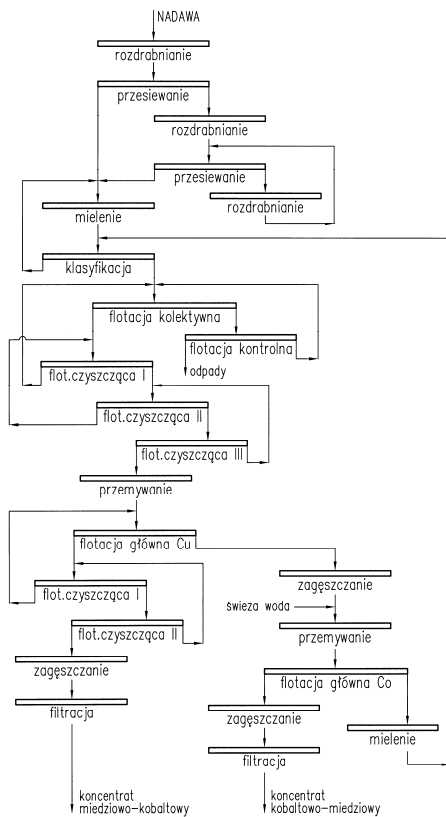 NADAWA
rozdrabnianie
przesiewanie
rozdrabnianie
przesiewanie
rozdrabnianie
mielenie
klasyfikacja
flotacja kolektywna
flotacja kontrolna
odpady
flot.czyszcząca I
flot.czyszcząca II
flot.czyszcząca III
przemywanie
flotacja główna Cu
zagęszczanie
flot.czyszcząca I
świeza woda
przemywanie
flot.czyszcząca II
zagęszczanie
flotacja główna Co
filtracja
zagęszczanie
mielenie
filtracja
koncentrat
miedziowo-kobaltowy
koncentrat
kobaltowo-miedziowy